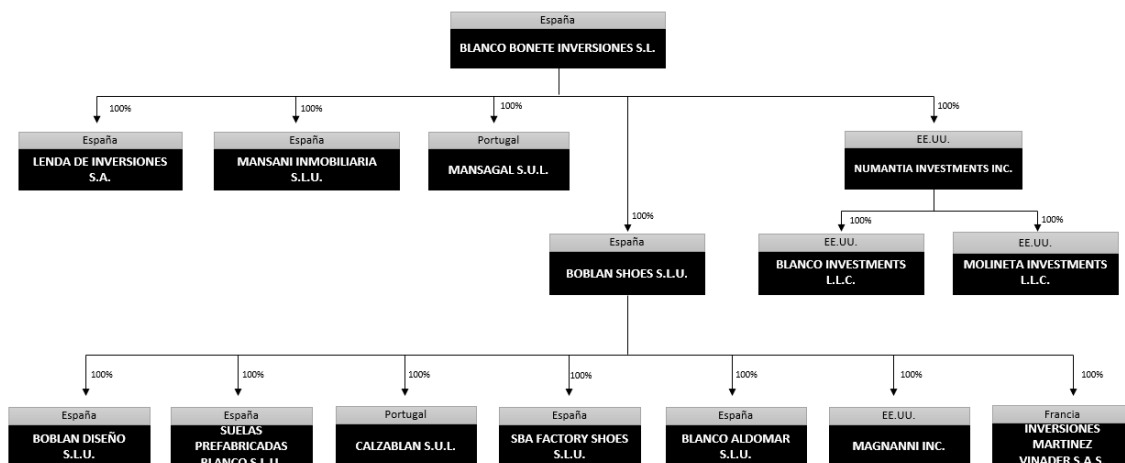 España
BLANCO BONETE INVERSIONES S.L.
100%
100%
100%
100%
España
LENDA DE INVERSIONES
S.A.
España
MANSANI INMOBILIARIA
S.L.U.
Portugal
MANSAGAL S.U.L.
EE.UU.
NUMANTIA INVESTMENTS INC.
100%
100%
100%
España
BOBLAN SHOES S.L.U.
EE.UU.
BLANCO INVESTMENTS
L.L.C.
EE.UU.
MOLINETA INVESTMENTS
L.L.C.
100%
100%
100%
100%
100%
100%
100%
España
BOBLAN DISEÑO
S.L.U.
España
SUELAS
PREFABRICADAS
BLANCO S.L.U.
Portugal
CALZABLAN S.U.L.
España
SBA FACTORY SHOES
S.L.U.
España
BLANCO ALDOMAR
S.L.U.
EE.UU.
MAGNANNI INC.
Francia
INVERSIONES
MARTINEZ
VINADER S.A.S.